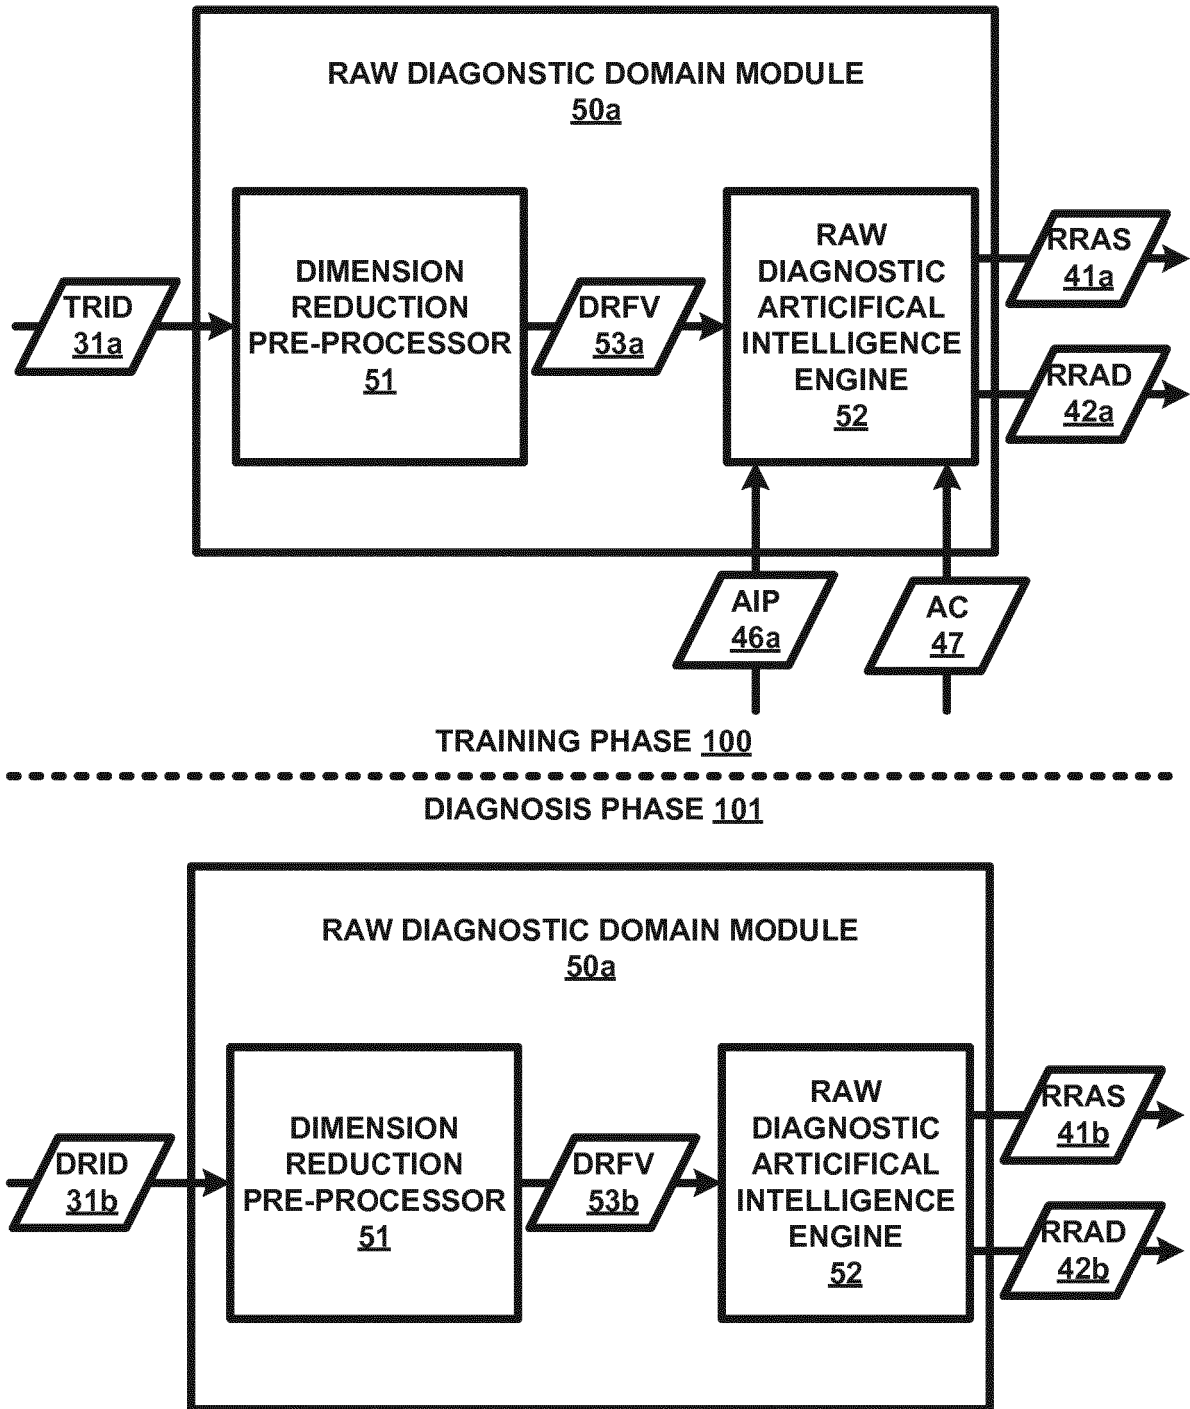 RAW DIAGONSTIC DOMAIN MODULE
50a
DIMENSION
REDUCTION
PRE-PROCESSOR
51
RAW
DIAGNOSTIC
ARTICIFICAL
INTELLIGENCE
ENGINE
52
TRID
31a
DRFV
53a
RRAS
41a
RRAD
42a
AIP
46a
AC
47
TRAINING PHASE 100
DIAGNOSIS PHASE 101
RAW DIAGNOSTIC DOMAIN MODULE
50a
DIMENSION
REDUCTION
PRE-PROCESSOR
51
RAW
DIAGNOSTIC
ARTICIFICAL
INTELLIGENCE
ENGINE
52
DRID
31b
DRFV
53b
RRAS
41b
RRAD
42b